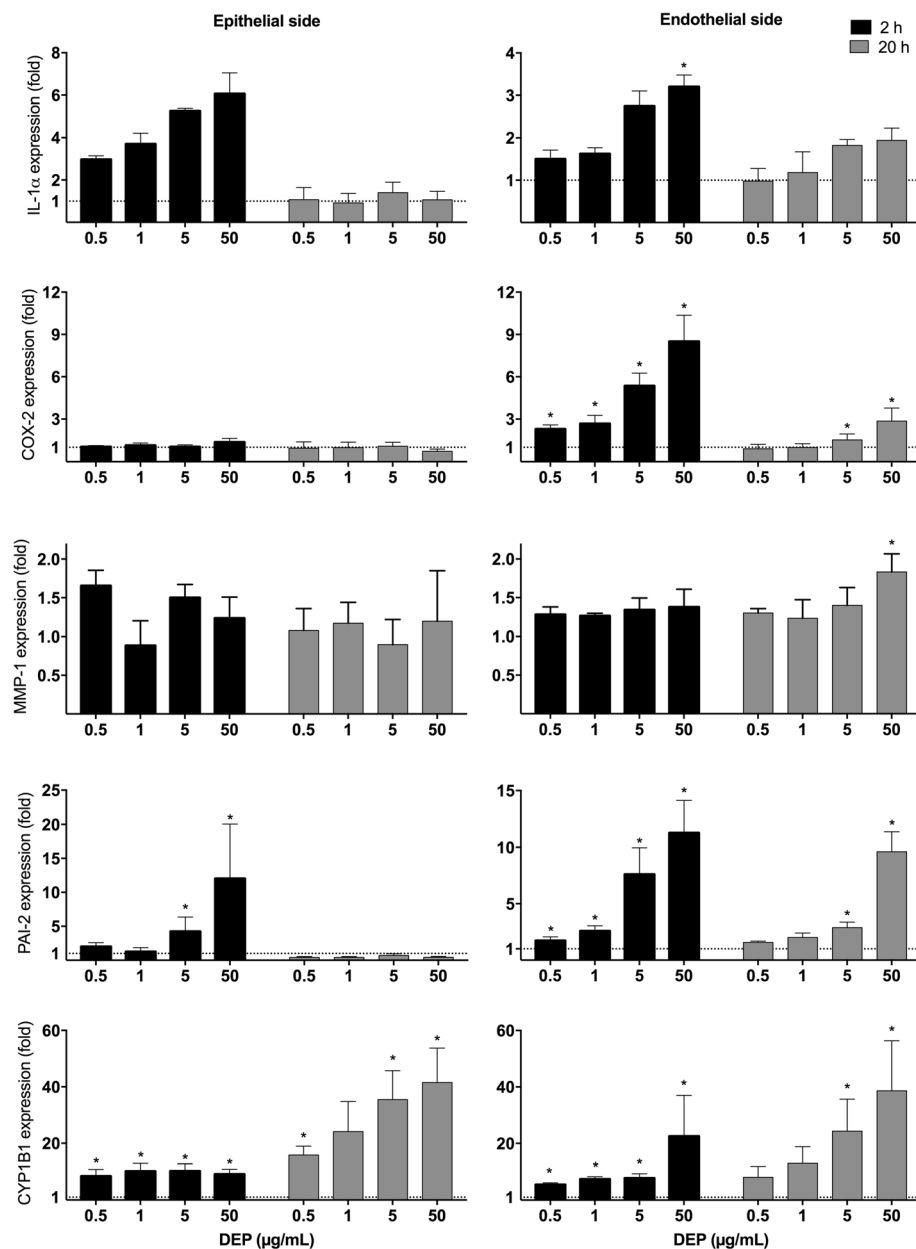 Epithelial side
Endothelial side
2 h
20 h
IL-1α expression (fold)
8
6
4
2
1
0.5 1 5 50 0.5 1 5 50
4
3
2
1
*
0.5 1 5 50 0.5 1 5 50
COX-2 expression (fold)
12
9
6
3
1
0.5 1 5 50 0.5 1 5 50
12
9
6
3
1
* * * * * *
0.5 1 5 50 0.5 1 5 50
MMP-1 expression (fold)
2.0
1.5
1.0
0.5
0.5 1 5 50 0.5 1 5 50
2.0
1.5
1.0
0.5
*
0.5 1 5 50 0.5 1 5 50
PAI-2 expression (fold)
25
20
15
10
5
1
* *
0.5 1 5 50 0.5 1 5 50
15
10
5
1
* * * * * *
0.5 1 5 50 0.5 1 5 50
CYP1B1 expression (fold)
60
40
20
1
* * * * * * *
0.5 1 5 50 0.5 1 5 50
DEP (µg/mL)
60
40
20
1
* * * * * *
0.5 1 5 50 0.5 1 5 50
DEP (µg/mL)